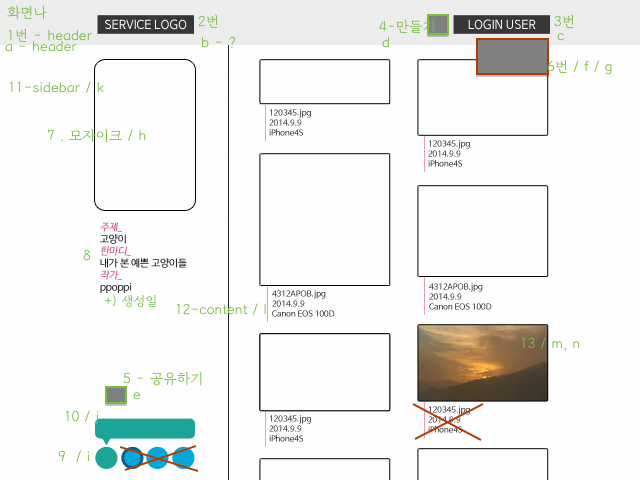 화면나
1번 - header
a - header
SERVICE LOGO
2번
b - ?
4-만들기
d
LOGIN USER
3번
c
6번 / f / g
11-sidebar / k
7 . 모자이크 / h
8
주제_
고양이
한마디_
내가 본 예쁜 고양이들
작가_
ppoppi
+) 생성일
5 - 공유하기
e
10 / j
9 / i
120345.jpg
2014.9.9
iPhone4S
4312APOB.jpg
2014.9.9
Canon EOS 100D
12-content / l
120345.jpg
2014.9.9
iPhone4S
120345.jpg
2014.9.9
iPhone4S
4312APOB.jpg
2014.9.9
Canon EOS 100D
13 / m, n
120345.jpg
2014.9.9
iPhone4S